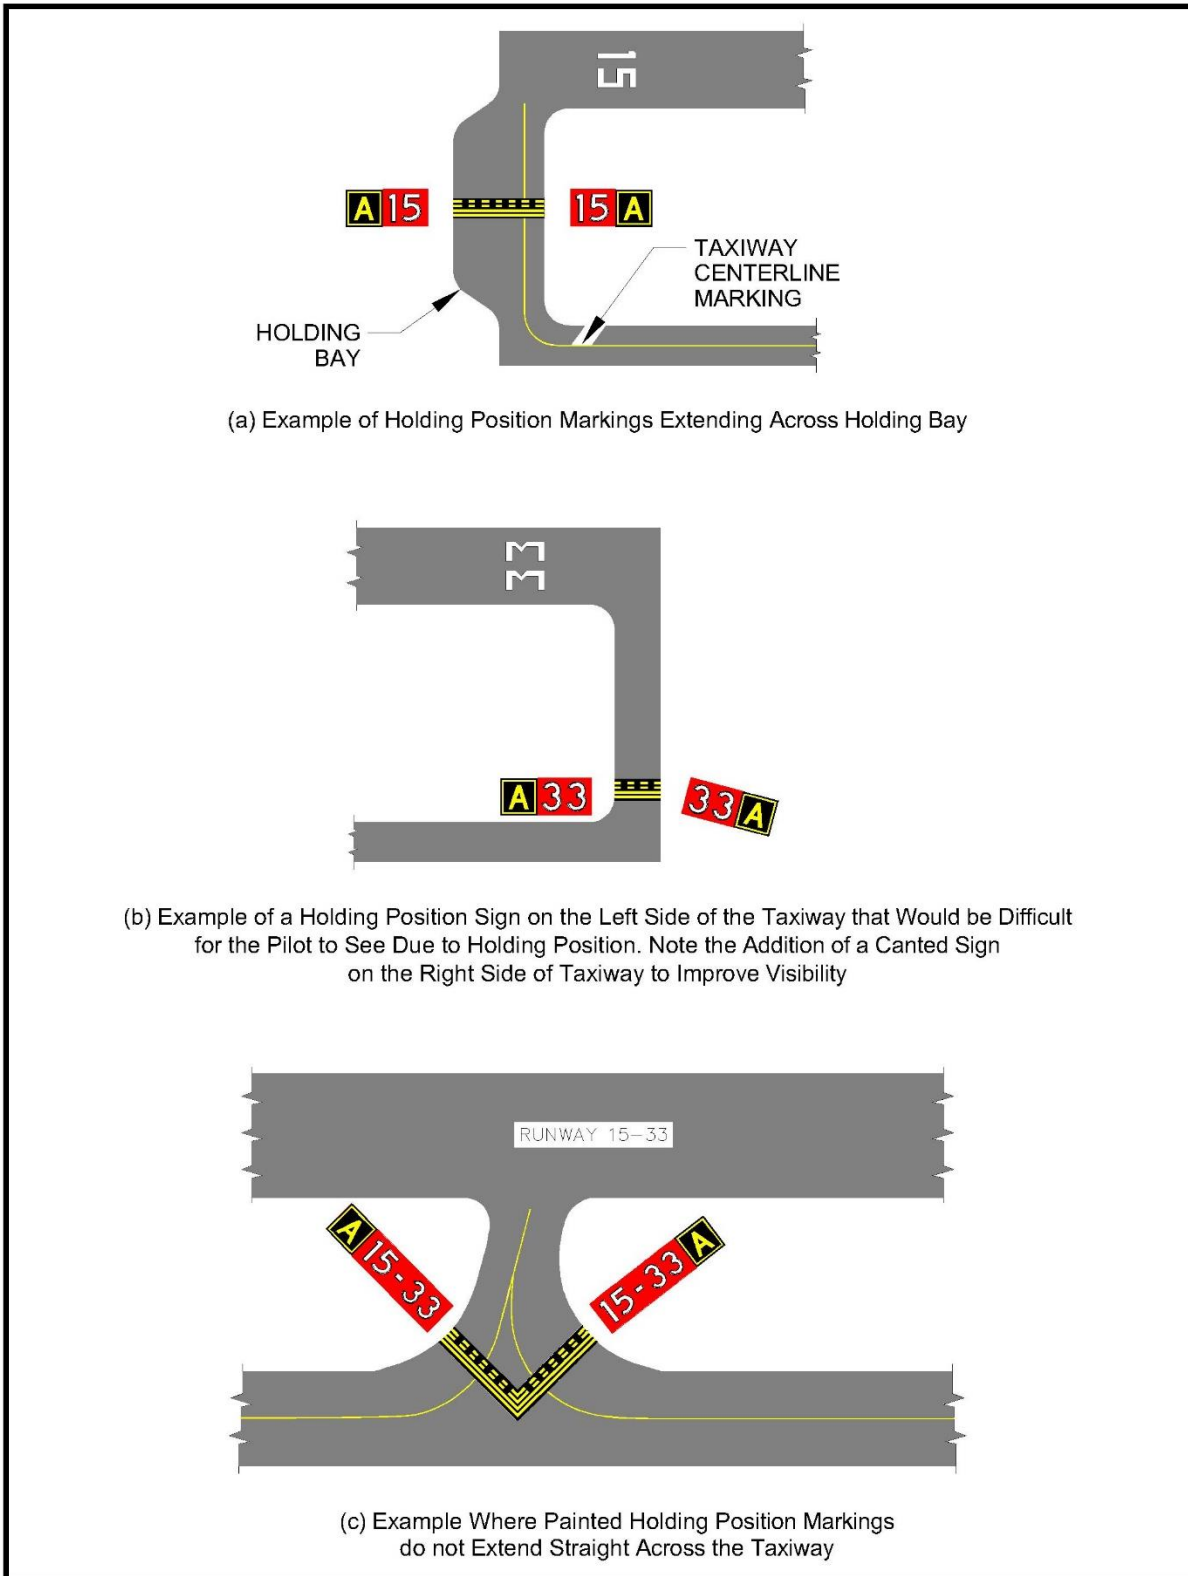 15
A 15
15 A
TAXIWAY
CENTERLINE
MARKING
HOLDING
BAY
(a) Example of Holding Position Markings Extending Across Holding Bay
33
A 33
33 A
(b) Example of a Holding Position Sign on the Left Side of the Taxiway that Would be Difficult
for the Pilot to See Due to Holding Position. Note the Addition of a Canted Sign
on the Right Side of Taxiway to Improve Visibility
RUNWAY 15-33
A 15-33
15-33 A
(c) Example Where Painted Holding Position Markings
do not Extend Straight Across the Taxiway